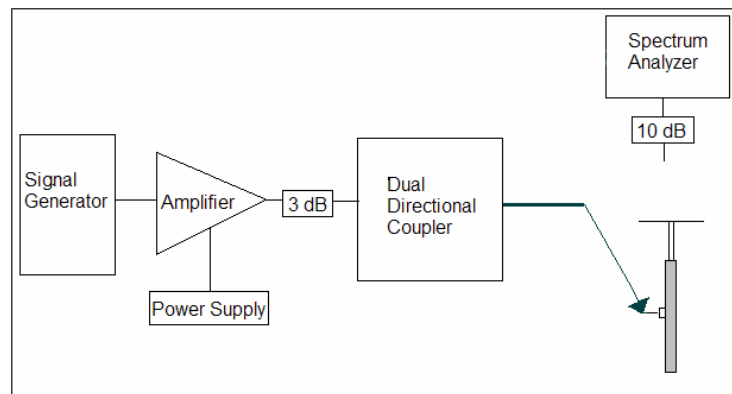 Spectrum
Analyzer
10 dB
Signal
Generator
Amplifier
3 dB
Dual
Directional
Coupler
Power Supply